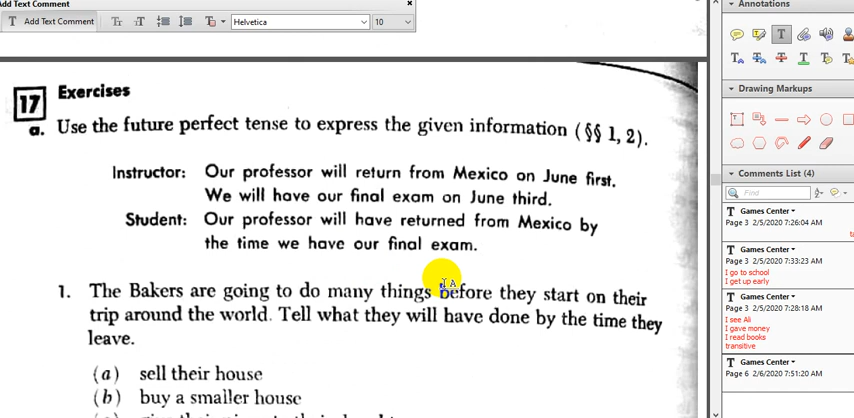 Add Text Comment
T Add Text Comment
Helvetica
10
17
Exercises
a. Use the future perfect tense to express the given information (§§ 1, 2).
Instructor: Our professor will return from Mexico on June first.
We will have our final exam on June third.
Student: Our professor will have returned from Mexico by
the time we have our final exam.
1. The Bakers are going to do many things before they start on their
trip around the world. Tell what they will have done by the time they
leave.
(a) sell their house
(b) buy a smaller house
Annotations
Drawing Markups
Comments List (4)
Find
T Games Center
Page 3 2/5/2020 7:26:04 AM
T Games Center
Page 3 2/5/2020 7:33:23 AM
I go to school
I get up early
T Games Center
Page 3 2/5/2020 7:28:18 AM
I see Ali
I gave money
I read books
transitive
T Games Center
Page 6 2/6/2020 7:51:20 AM